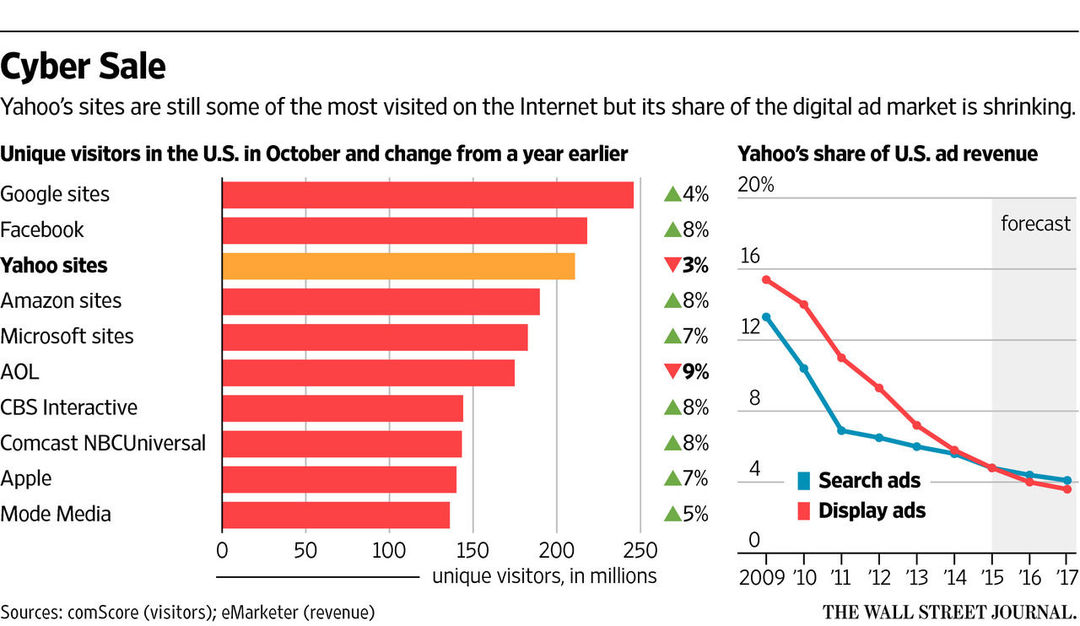 Cyber Sale
Yahoo's sites are still some of the most visited on the Internet but its share of the digital ad market is shrinking.
Unique visitors in the U.S. in October and change from a year earlier
Google sites ▲4%
Facebook ▲8%
Yahoo sites ▼3%
Amazon sites ▲8%
Microsoft sites ▲7%
AOL ▼9%
CBS Interactive ▲8%
Comcast NBCUniversal ▲8%
Apple ▲7%
Mode Media ▲5%
0 50 100 150 200 250
unique visitors, in millions
Yahoo's share of U.S. ad revenue
20%
forecast
16
12
8
4
Search ads
Display ads
0
2009 '10 '11 '12 '13 '14 '15 '16 '17
Sources: comScore (visitors); eMarketer (revenue)
THE WALL STREET JOURNAL.